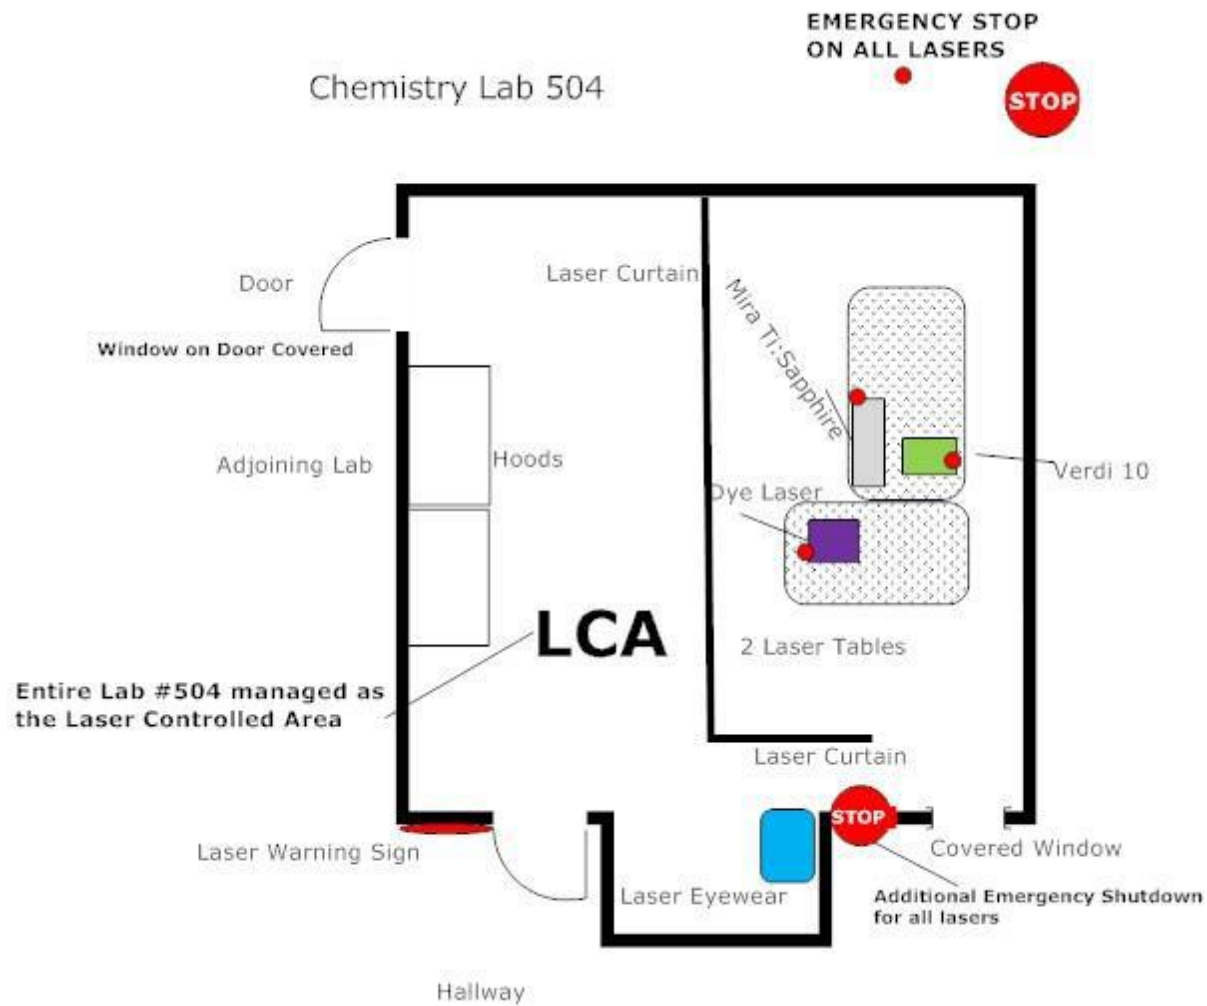 EMERGENCY STOP
ON ALL LASERS
Chemistry Lab 504
STOP
Laser Curtain
Door
Mira Ti:Sapphire
Window on Door Covered
Adjoining Lab
Hoods
Verdi 10
Dye Laser
LCA
2 Laser Tables
Entire Lab #504 managed as
the Laser Controlled Area
Laser Curtain
STOP
Laser Warning Sign
Covered Window
Laser Eyewear
Additional Emergency Shutdown
for all lasers
Hallway